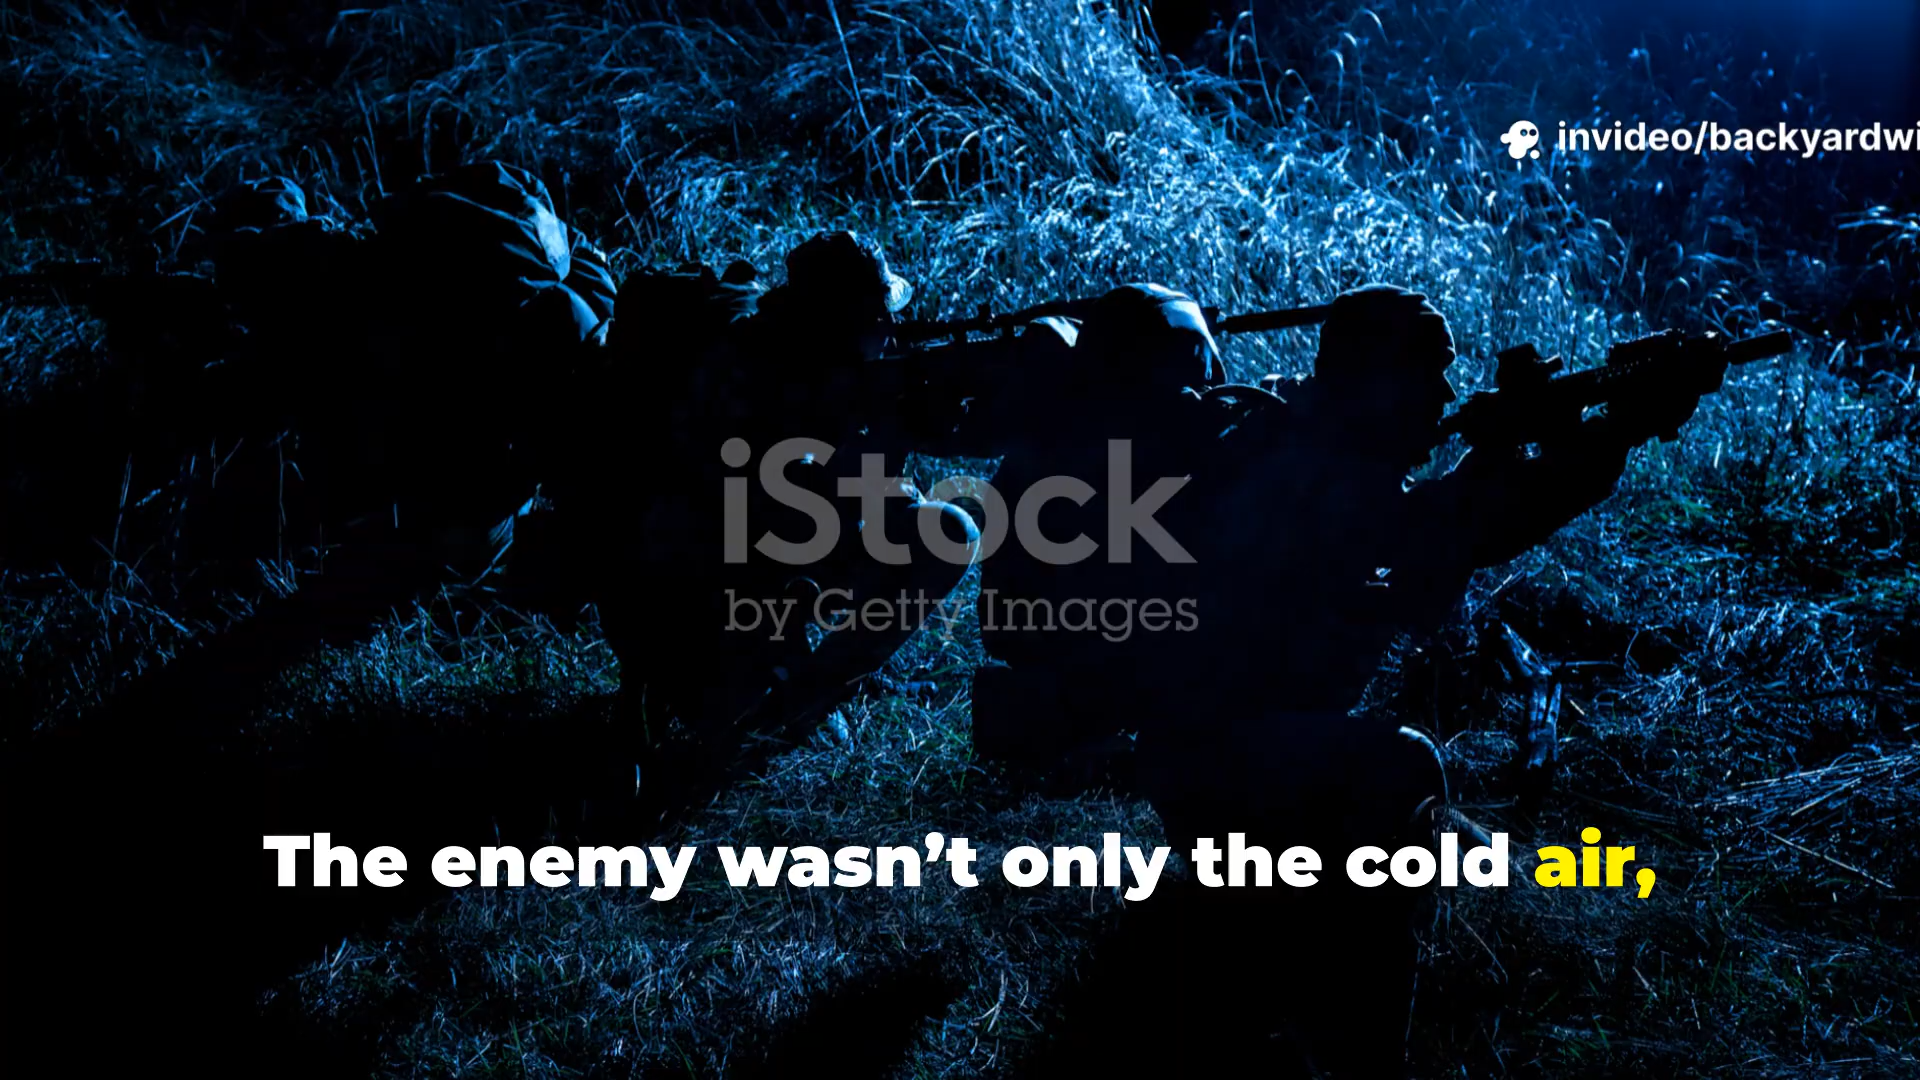 invideo/backyardwi
iStock
by Getty Images
The enemy wasn’t only the cold air,